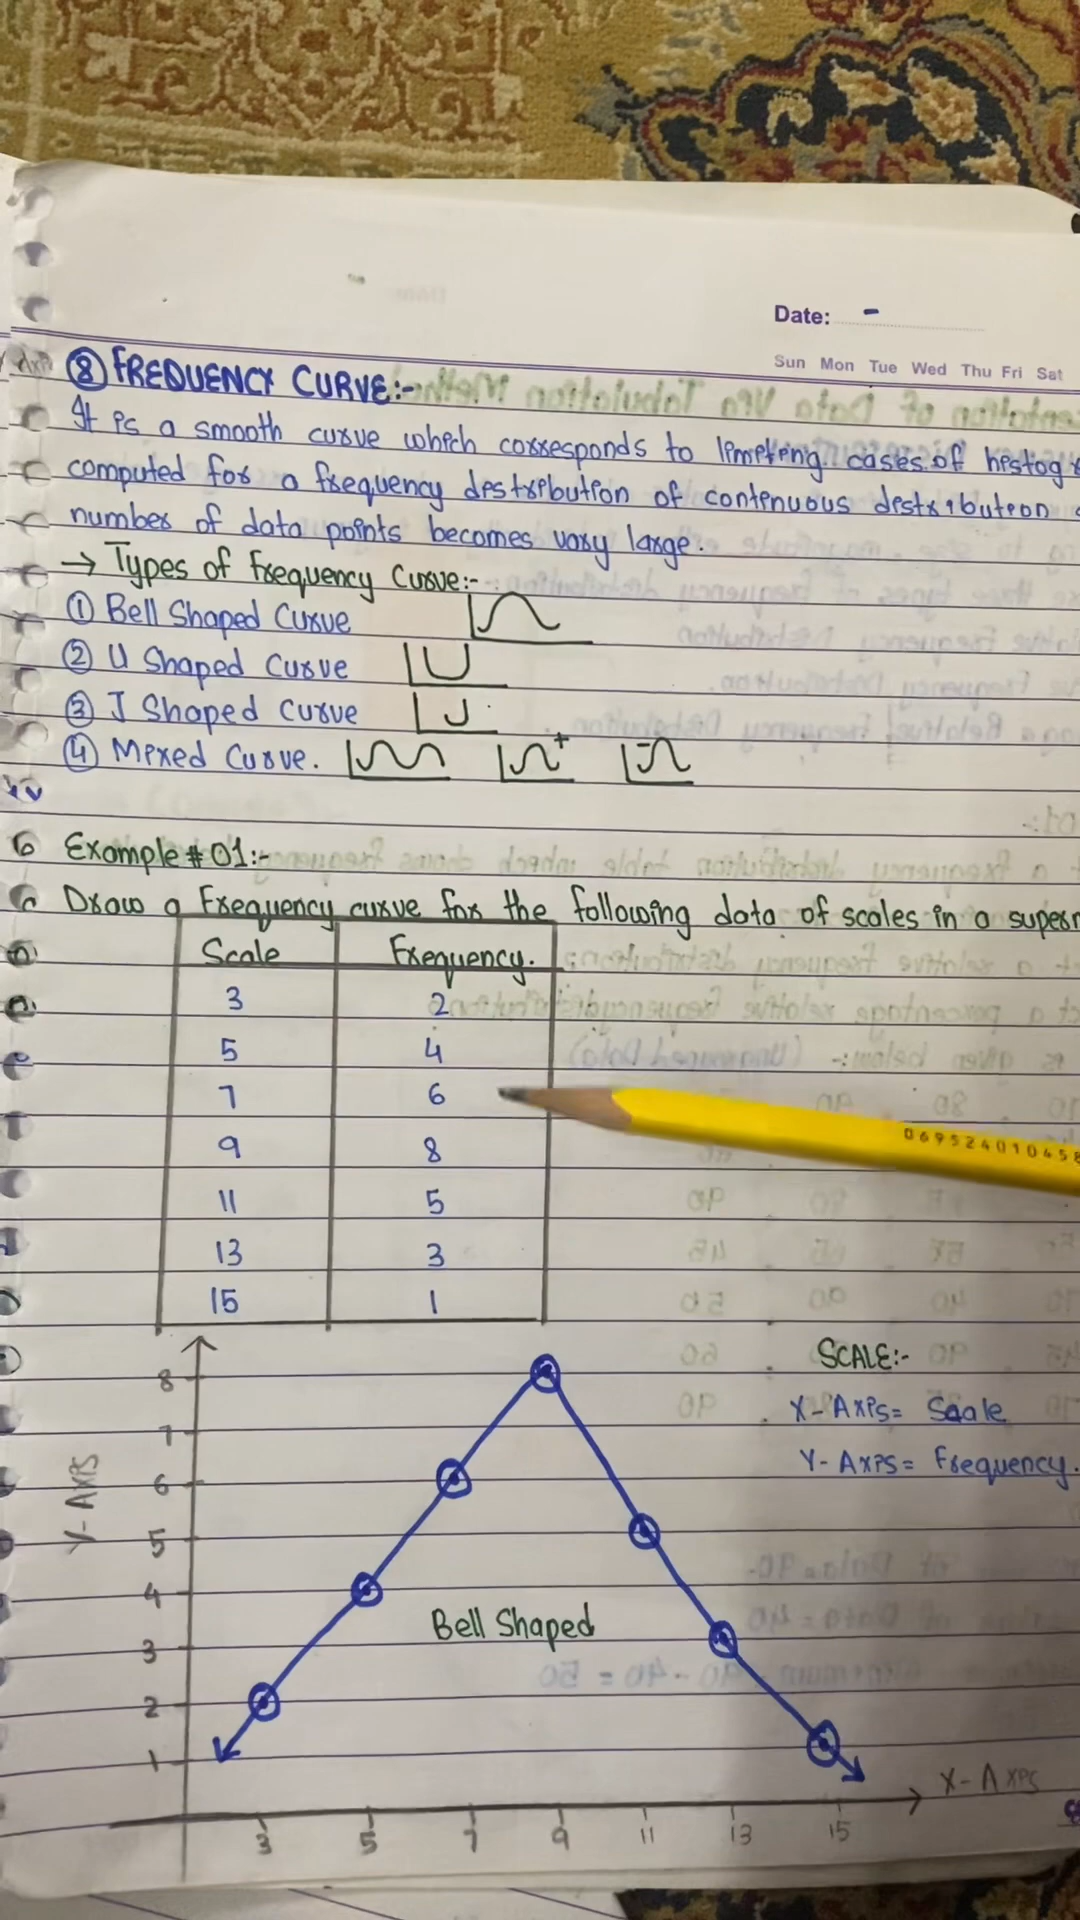 Date: -
Sun Mon Tue Wed Thu Fri Sat
⑧ FREQUENCY CURVE:-
It is a smooth curve which corresponds to limiting cases of histog
computed for a frequency distribution of continuous distribution
number of data points becomes vary large.
→ Types of Frequency Curve:-
① Bell Shaped Curve
② U Shaped Curve
③ J Shaped Curve
④ Mixed Curve.
+ -
Example # 01:-
Draw a Frequency curve for the following data of scales in a super
Scale Frequency.
3 2
5 4
7 6
9 8
11 5
13 3
15 1
069524010458
SCALE:-
X-Axis= Scale
Y-Axis= Frequency.
Y-Axis
8
7
6
5
4
3
2
1
Bell Shaped
X-Axis
3 5 7 9 11 13 15